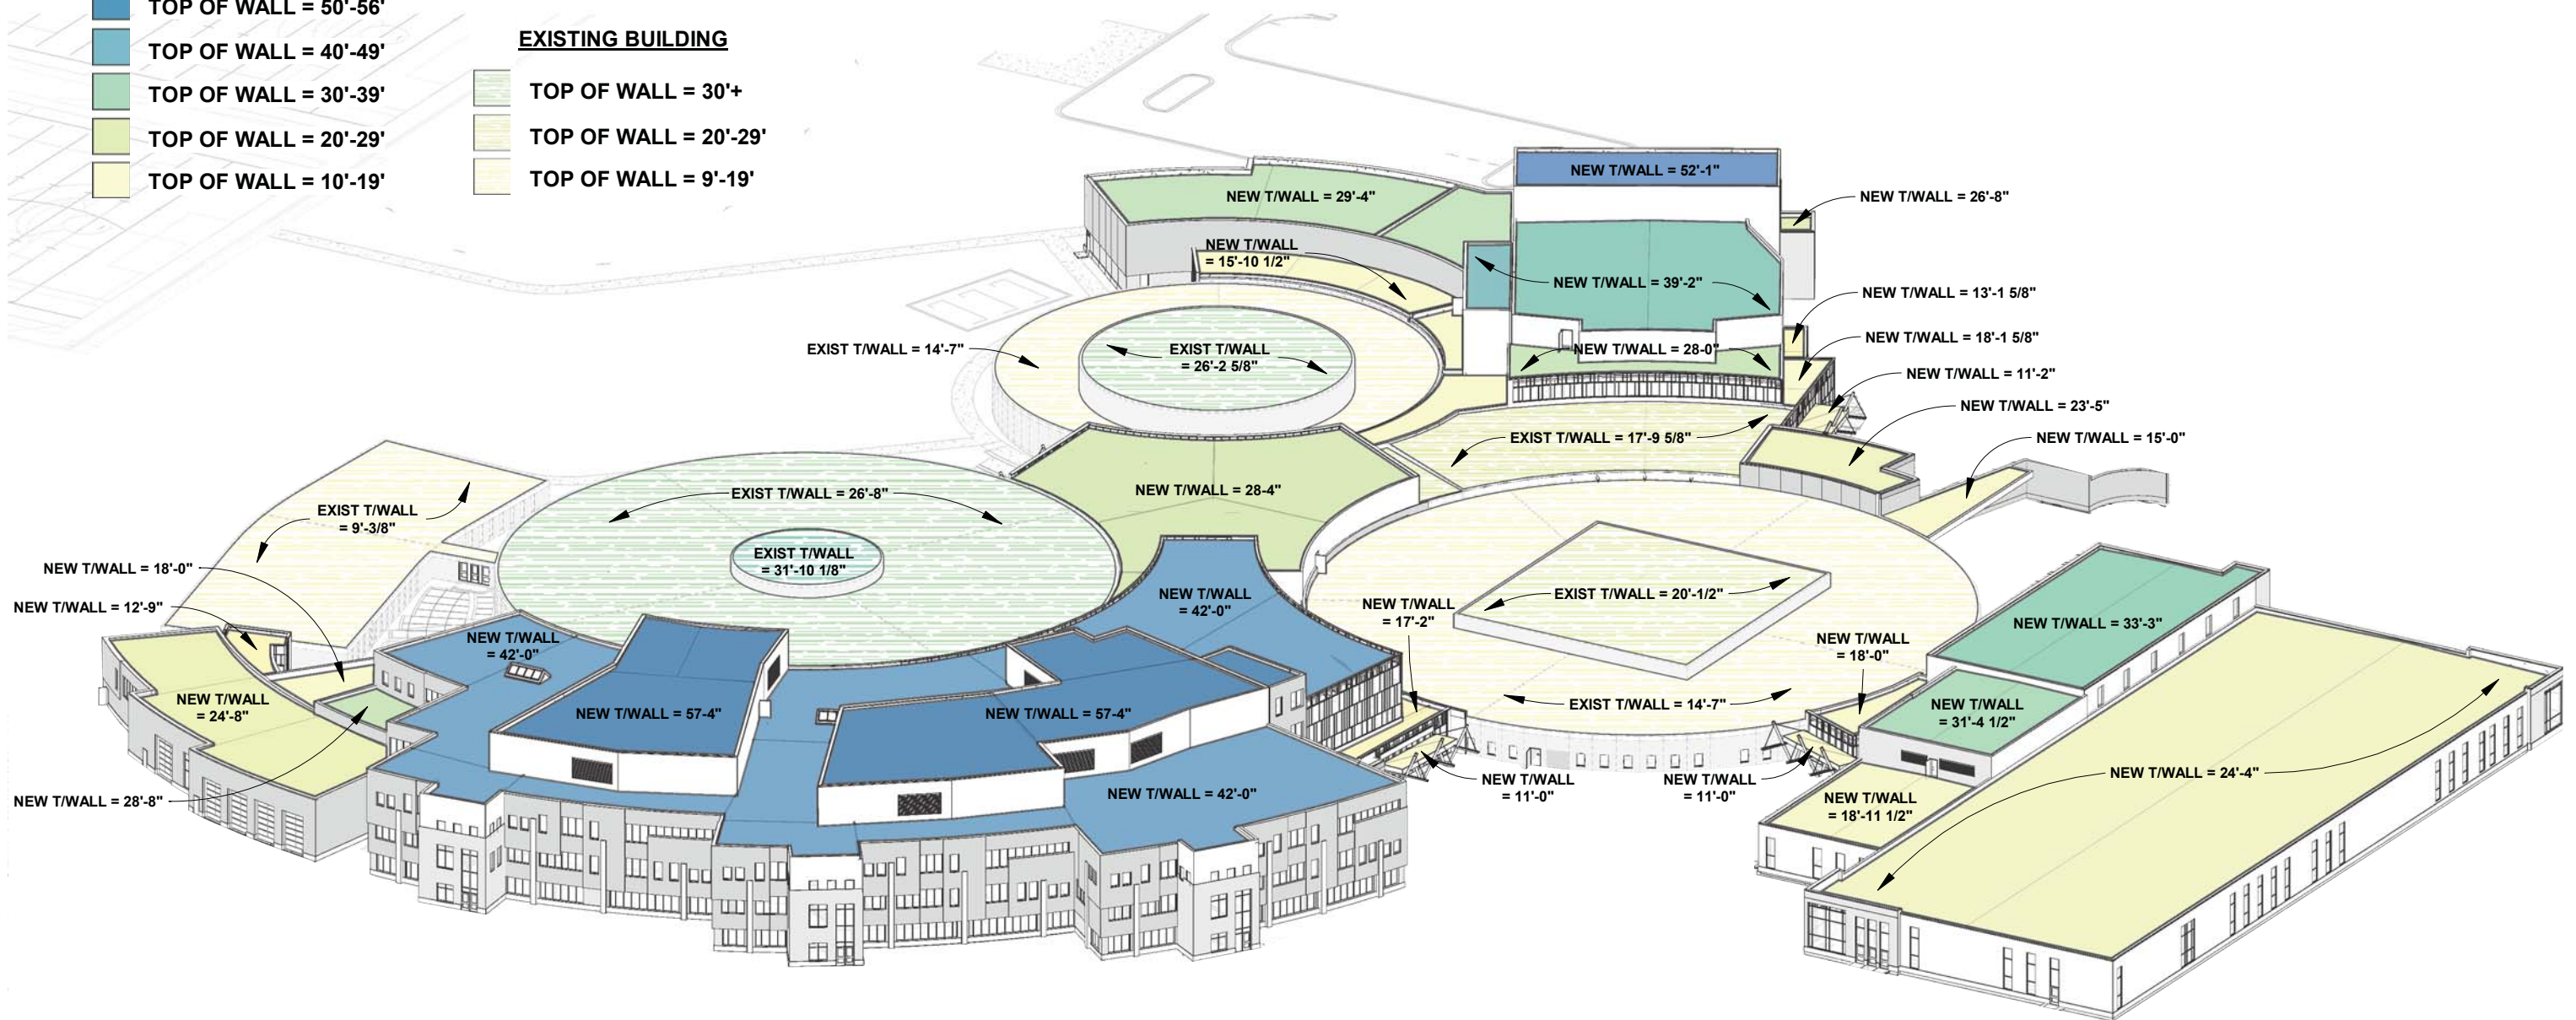 TOP OF WALL = 50'-56'
TOP OF WALL = 40'-49'
TOP OF WALL = 30'-39'
TOP OF WALL = 20'-29'
TOP OF WALL = 10'-19'
EXISTING BUILDING
TOP OF WALL = 30'+
TOP OF WALL = 20'-29'
TOP OF WALL = 9'-19'
NEW T/WALL = 52'-1"
NEW T/WALL = 29'-4"
NEW T/WALL = 26'-8"
NEW T/WALL
= 15'-10 1/2"
NEW T/WALL = 39'-2"
NEW T/WALL = 13'-1 5/8"
EXIST T/WALL = 14'-7"
EXIST T/WALL
= 26'-2 5/8"
NEW T/WALL = 28-0"
NEW T/WALL = 18'-1 5/8"
NEW T/WALL = 11'-2"
NEW T/WALL = 23'-5"
EXIST T/WALL = 17'-9 5/8"
NEW T/WALL = 15'-0"
EXIST T/WALL = 26'-8"
NEW T/WALL = 28-4"
EXIST T/WALL
= 9'-3/8"
EXIST T/WALL
= 31'-10 1/8"
NEW T/WALL = 18'-0"
NEW T/WALL = 12'-9"
NEW T/WALL
= 42'-0"
NEW T/WALL
= 42'-0"
NEW T/WALL
= 17'-2"
EXIST T/WALL = 20'-1/2"
NEW T/WALL
= 18'-0"
NEW T/WALL = 33'-3"
NEW T/WALL
= 24'-8"
NEW T/WALL = 57-4"
NEW T/WALL = 57-4"
EXIST T/WALL = 14'-7"
NEW T/WALL
= 31'-4 1/2"
NEW T/WALL = 28'-8"
NEW T/WALL = 42'-0"
NEW T/WALL
= 11'-0"
NEW T/WALL
= 11'-0"
NEW T/WALL
= 18'-11 1/2"
NEW T/WALL = 24'-4"